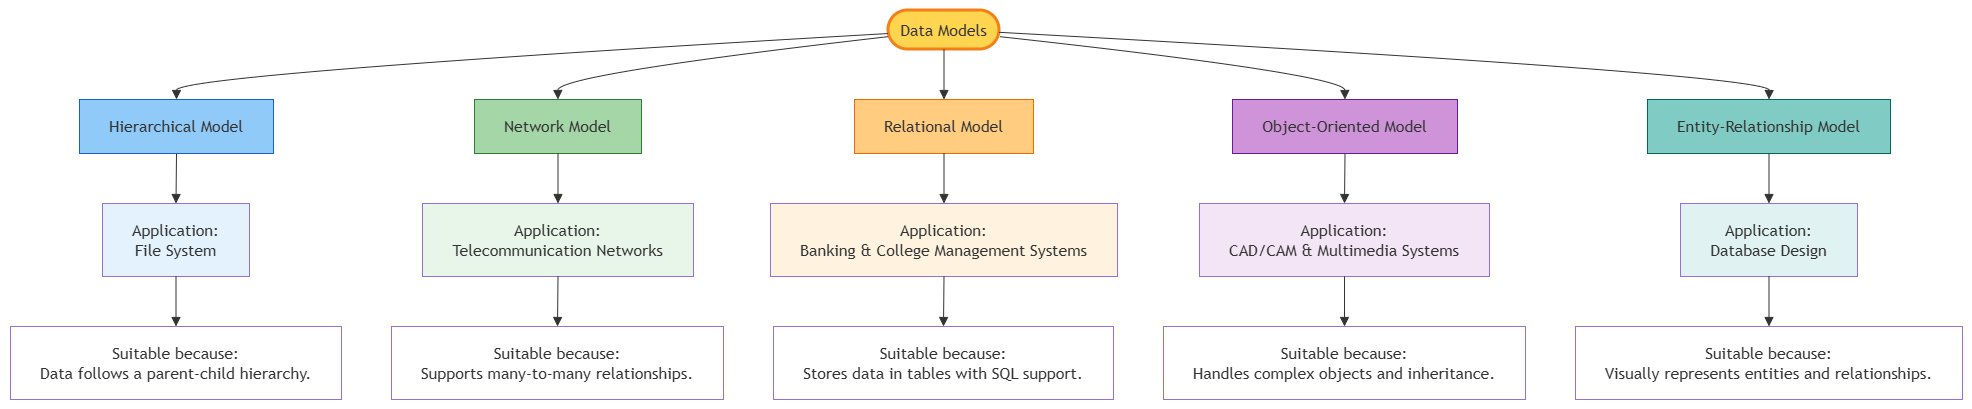 Data Models
Hierarchical Model
Network Model
Relational Model
Object-Oriented Model
Entity-Relationship Model
Application:
File System
Application:
Telecommunication Networks
Application:
Banking & College Management Systems
Application:
CAD/CAM & Multimedia Systems
Application:
Database Design
Suitable because:
Data follows a parent-child hierarchy.
Suitable because:
Supports many-to-many relationships.
Suitable because:
Stores data in tables with SQL support.
Suitable because:
Handles complex objects and inheritance.
Suitable because:
Visually represents entities and relationships.